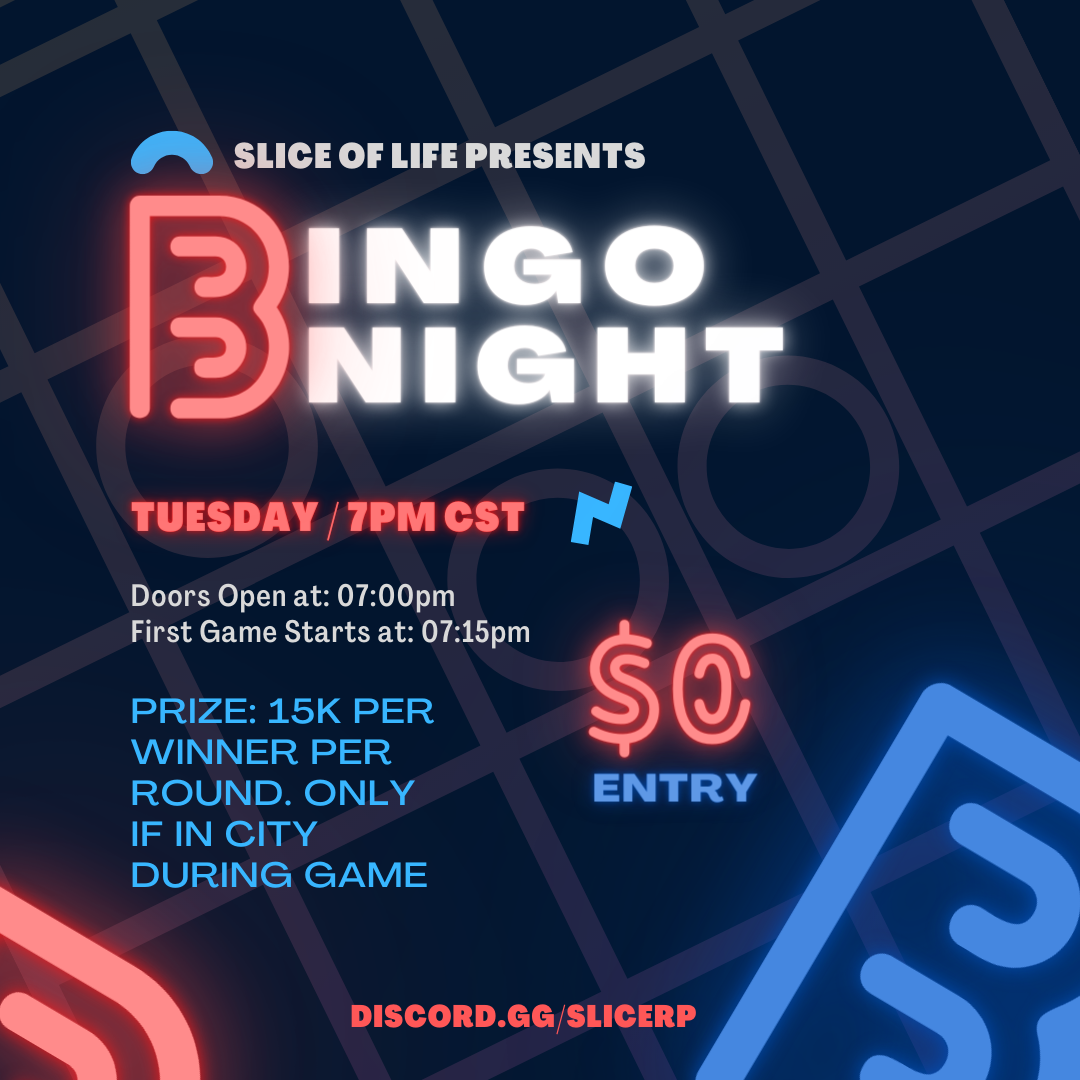 SLICE OF LIFE PRESENTS
BINGO
NIGHT
TUESDAY / 7PM CST
Doors Open at: 07:00pm
First Game Starts at: 07:15pm
$0
ENTRY
PRIZE: 15K PER
WINNER PER
ROUND. ONLY
IF IN CITY
DURING GAME
DISCORD.GG/SLICERP